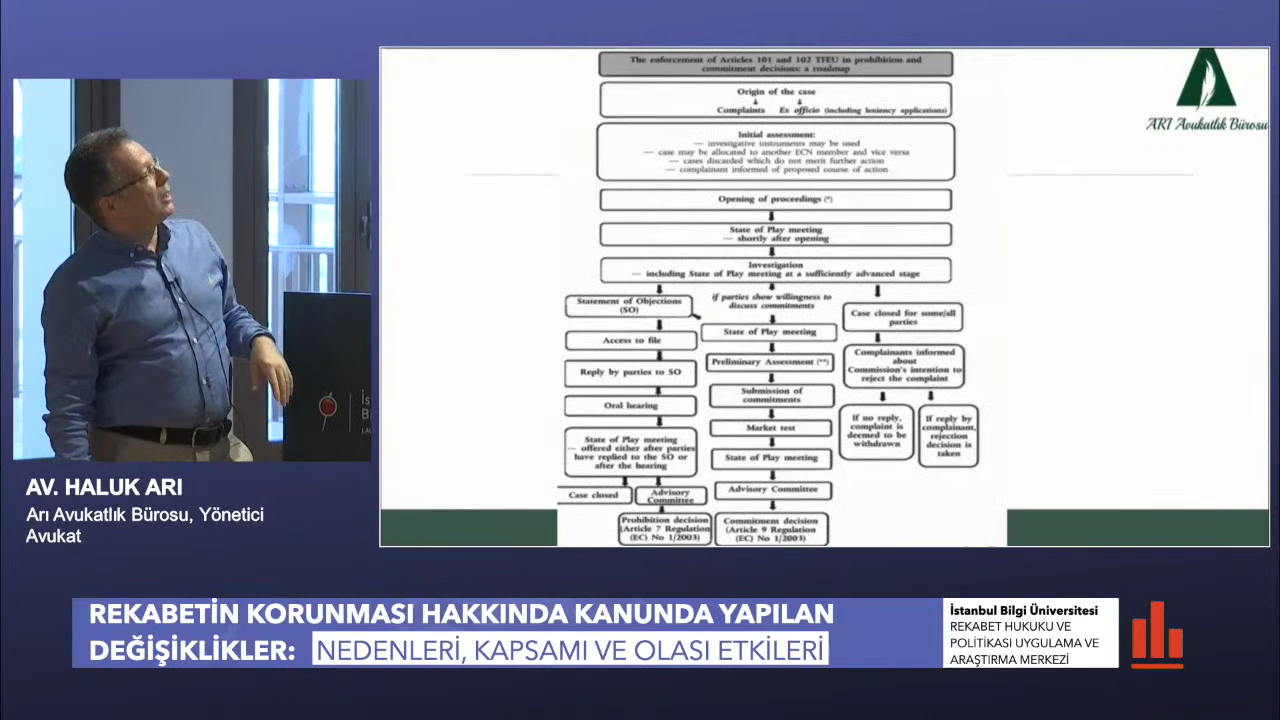 The enforcement of Articles 101 and 102 TFEU in prohibition and
commitment decisions: a roadmap
Origin of the case
Complaints Ex officio (including leniency applications)
Initial assessment:
— investigative instruments may be used
— case may be allocated to another ECN member and vice versa
— cases discarded which do not merit further action
— complainant informed of proposed course of action
Opening of proceedings (*)
State of Play meeting
— shortly after opening
Investigation
— including State of Play meeting at a sufficiently advanced stage
Statement of Objections
(SO)
Access to file
Reply by parties to SO
Oral hearing
State of Play meeting
— offered either after parties
have replied to the SO or
after the hearing
Case closed
Advisory
Committee
Prohibition decision
(Article 7 Regulation
(EC) No 1/2003)
if parties show willingness to
discuss commitments
State of Play meeting
Preliminary Assessment (**)
Submission of
commitments
Market test
State of Play meeting
Advisory Committee
Commitment decision
(Article 9 Regulation
(EC) No 1/2003)
Case closed for some/all
parties
Complainants informed
about
Commission's intention to
reject the complaint
If no reply,
complaint is
deemed to be
withdrawn
If reply by
complainant,
rejection
decision is
taken
ARI Avukatlık Bürosu
AV. HALUK ARI
Arı Avukatlık Bürosu, Yönetici
Avukat
REKABETİN KORUNMASI HAKKINDA KANUNDA YAPILAN
DEĞİŞİKLİKLER: NEDENLERİ, KAPSAMI VE OLASI ETKİLERİ
İstanbul Bilgi Üniversitesi
REKABET HUKUKU VE
POLİTİKASI UYGULAMA VE
ARAŞTIRMA MERKEZİ